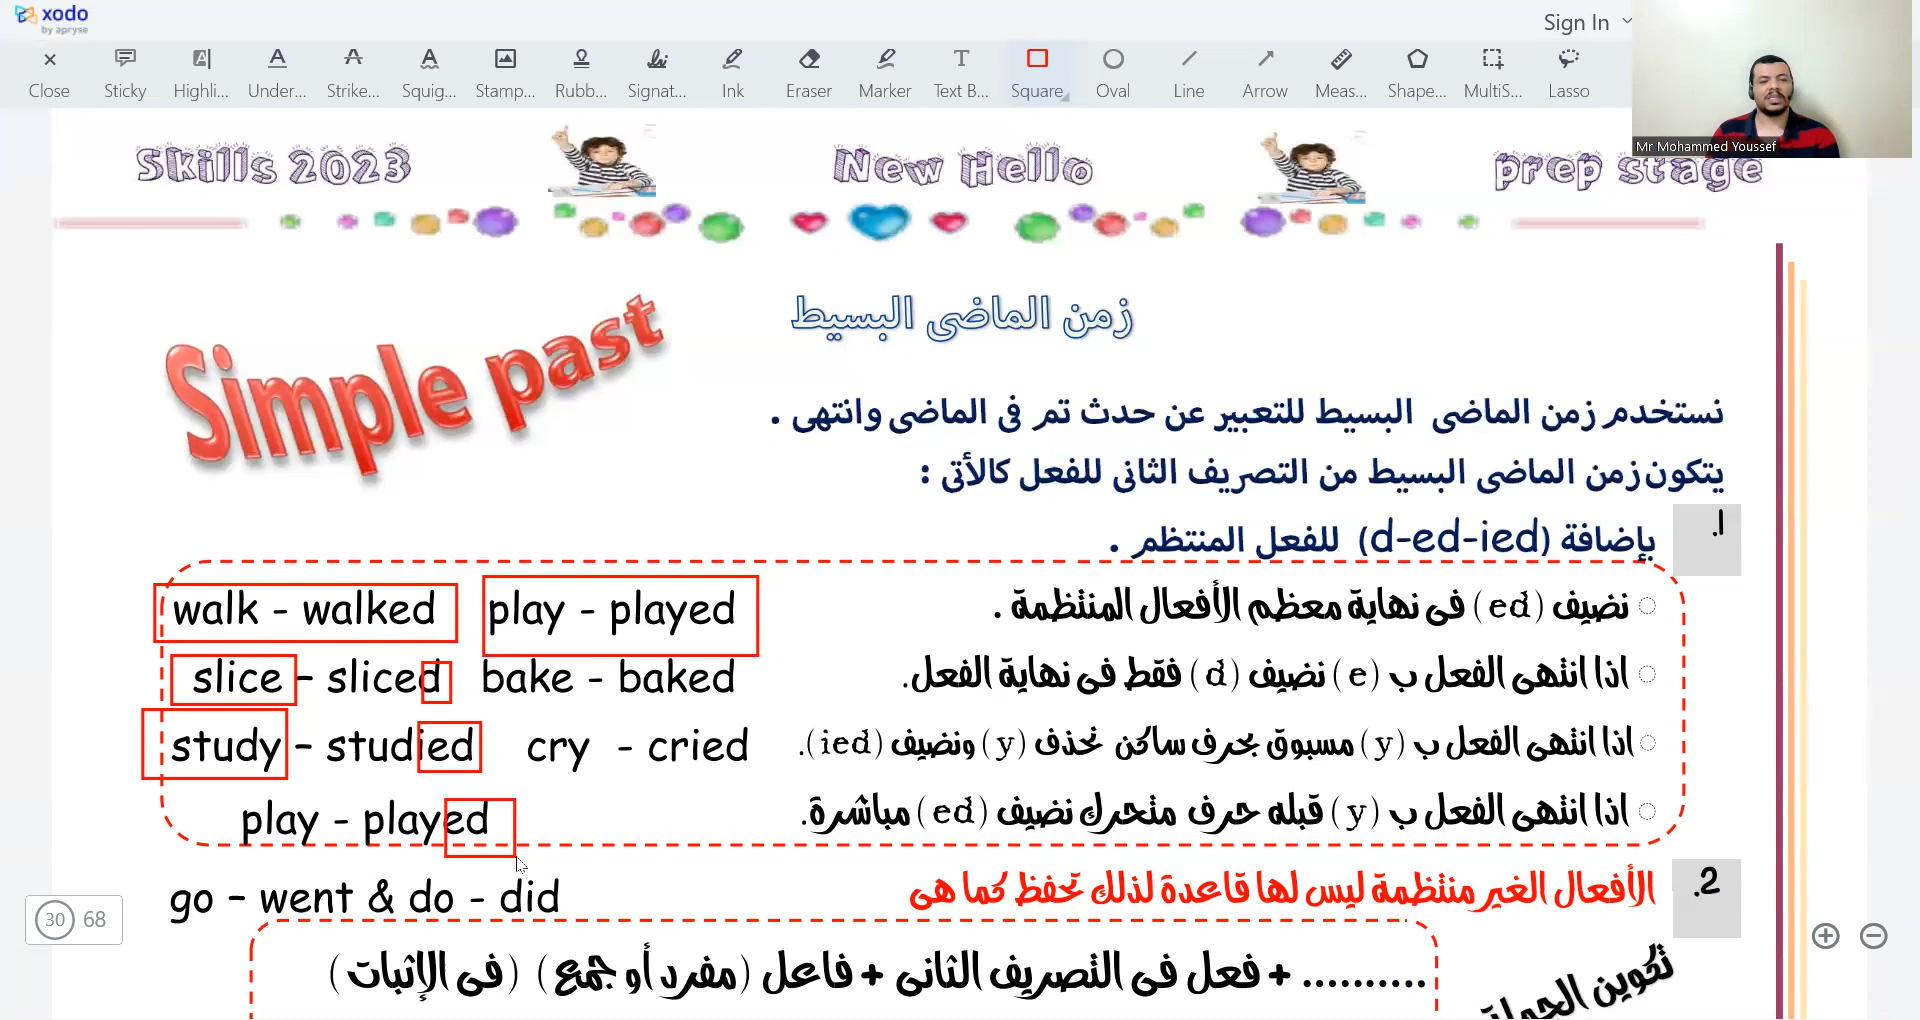 xodo
by apryse
Sign In
Close Sticky Highli... Under... Strike... Squig... Stamp... Rubb... Signat... Ink Eraser Marker Text B... Square Oval Line Arrow Meas... Shape... MultiS... Lasso
Mr Mohammed Youssef
Skills 2023 New Hello prep stage
زمن الماضى البسيط
Simple past
نستخدم زمن الماضى البسيط للتعبير عن حدث تم فى الماضى وانتهى .
يتكون زمن الماضى البسيط من التصريف الثانى للفعل كالأتى :
1. بإضافة (d-ed-ied) للفعل المنتظم .
نضيف (ed) فى نهاية معظم الأفعال المنتظمة .
walk - walked play - played
اذا انتهى الفعل ب (e) نضيف (d) فقط فى نهاية الفعل.
slice – sliced bake - baked
اذا انتهى الفعل ب (y) مسبوق بحرف ساكن نحذف (y) ونضيف (ied).
study – studied cry - cried
اذا انتهى الفعل ب (y) قبله حرف متحرك نضيف (ed) مباشرة.
play - played
2. الأفعال الغير منتظمة ليس لها قاعدة لذلك تحفظ كما هى
go – went & do - did
تكوين الجملة
.......... + فعل فى التصريف الثانى + فاعل (مفرد أو جمع) (فى الإثبات)
30 68